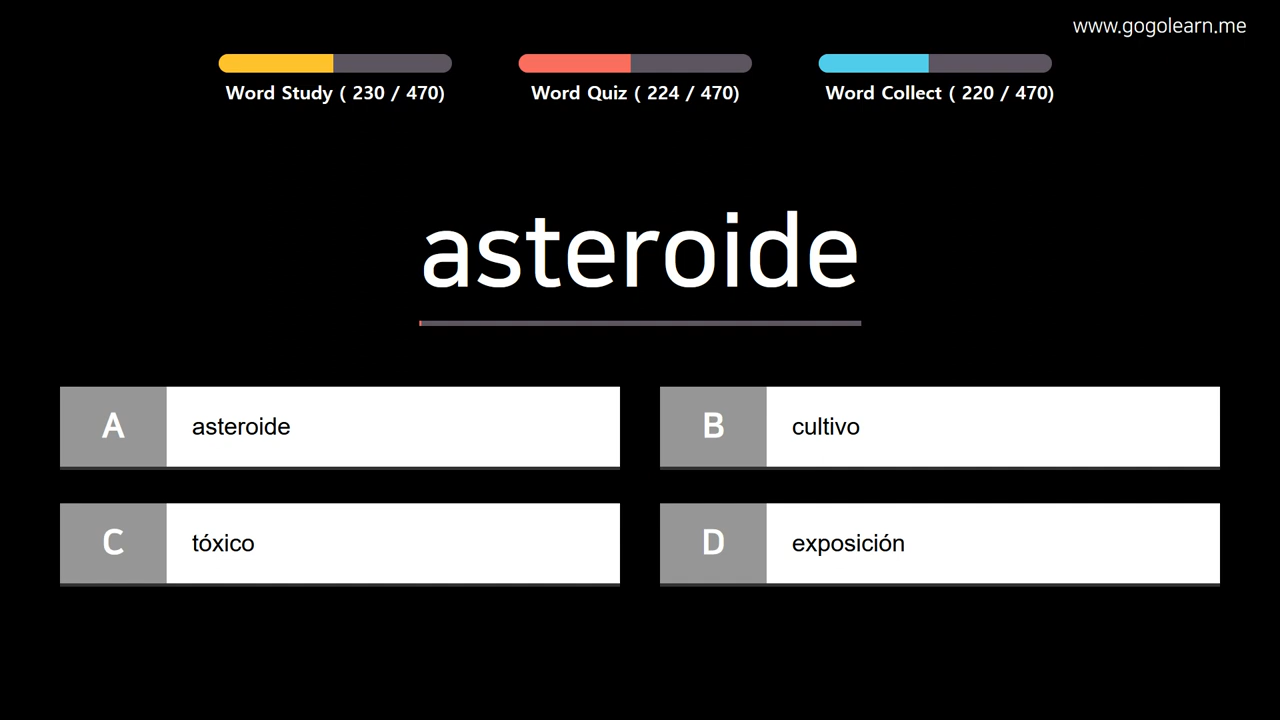 www.gogolearn.me
Word Study ( 230 / 470)
Word Quiz ( 224 / 470)
Word Collect ( 220 / 470)
asteroide
A asteroide
B cultivo
C tóxico
D exposición